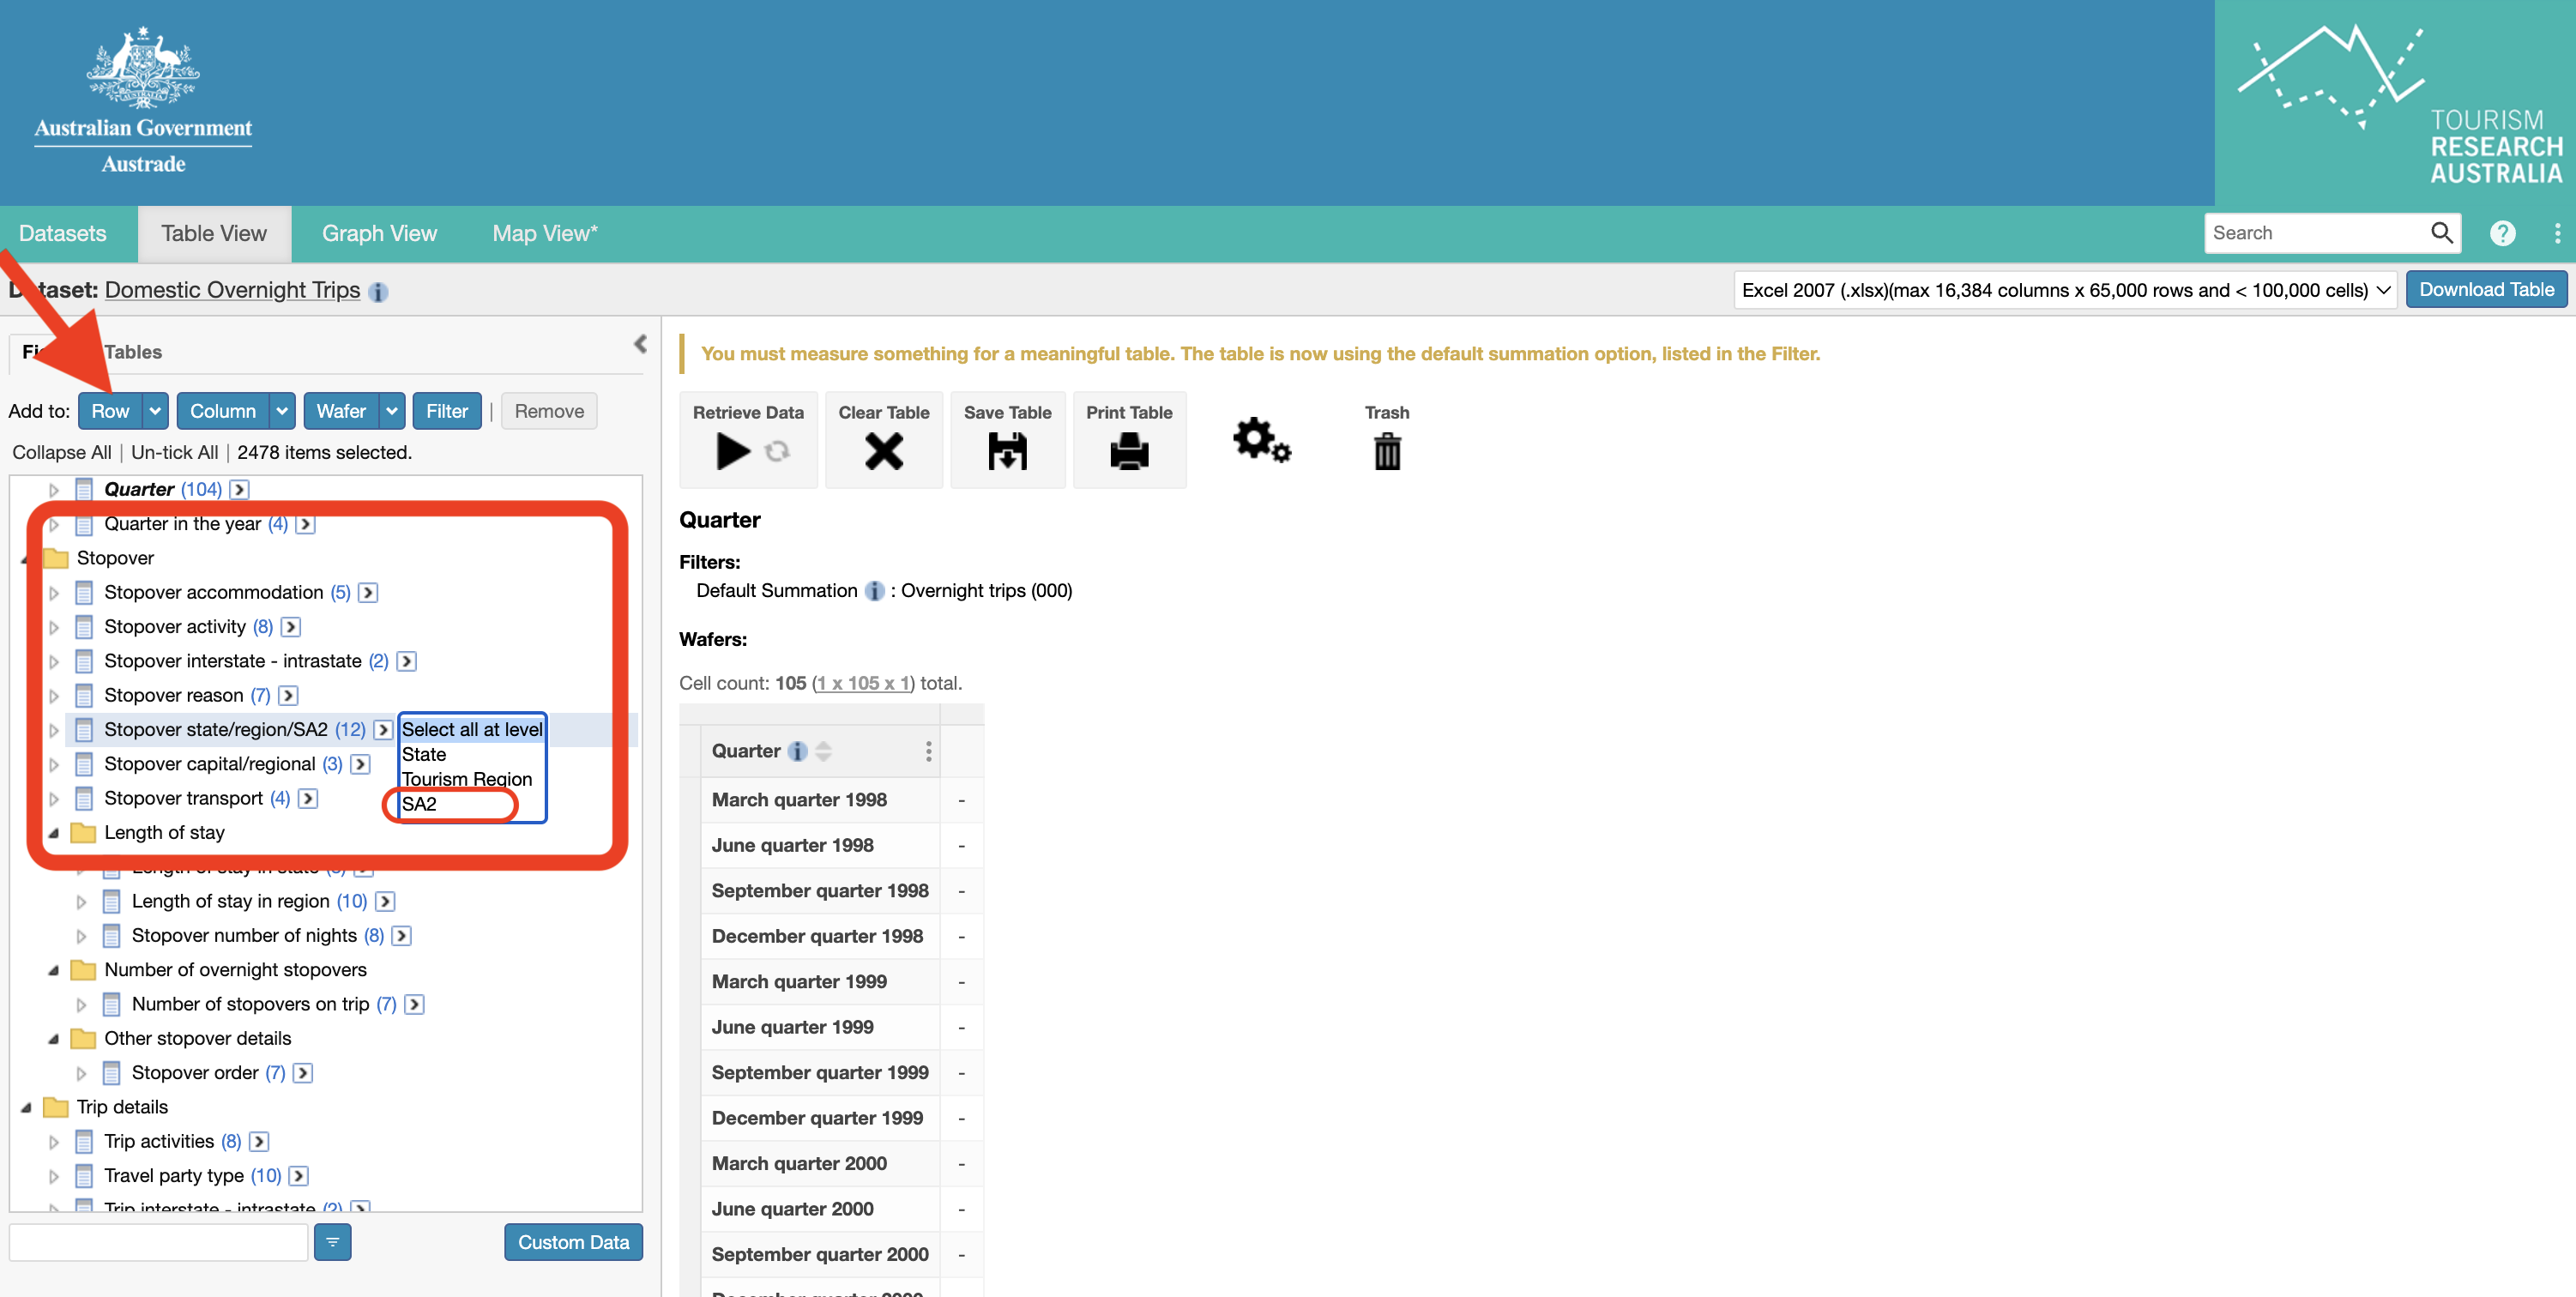 Australian Government
Austrade
TOURISM
RESEARCH
AUSTRALIA
Datasets
Table View
Graph View
Map View*
Search
Dataset: Domestic Overnight Trips
Excel 2007 (.xlsx)(max 16,384 columns x 65,000 rows and < 100,000 cells)
Download Table
Tables
Add to: Row Column Wafer Filter | Remove
Collapse All | Un-tick All | 2478 items selected.
Quarter (104)
Quarter in the year (4)
Stopover
Stopover accommodation (5)
Stopover activity (8)
Stopover interstate - intrastate (2)
Stopover reason (7)
Stopover state/region/SA2 (12)
Select all at level
State
Tourism Region
SA2
Stopover capital/regional (3)
Stopover transport (4)
Length of stay
Length of stay in region (10)
Stopover number of nights (8)
Number of overnight stopovers
Number of stopovers on trip (7)
Other stopover details
Stopover order (7)
Trip details
Trip activities (8)
Travel party type (10)
Trip interstate - intrastate (2)
Custom Data
You must measure something for a meaningful table. The table is now using the default summation option, listed in the Filter.
Retrieve Data
Clear Table
Save Table
Print Table
Trash
Quarter
Filters:
Default Summation : Overnight trips (000)
Wafers:
Cell count: 105 (1 x 105 x 1) total.
Quarter
March quarter 1998 -
June quarter 1998 -
September quarter 1998 -
December quarter 1998 -
March quarter 1999 -
June quarter 1999 -
September quarter 1999 -
December quarter 1999 -
March quarter 2000 -
June quarter 2000 -
September quarter 2000 -